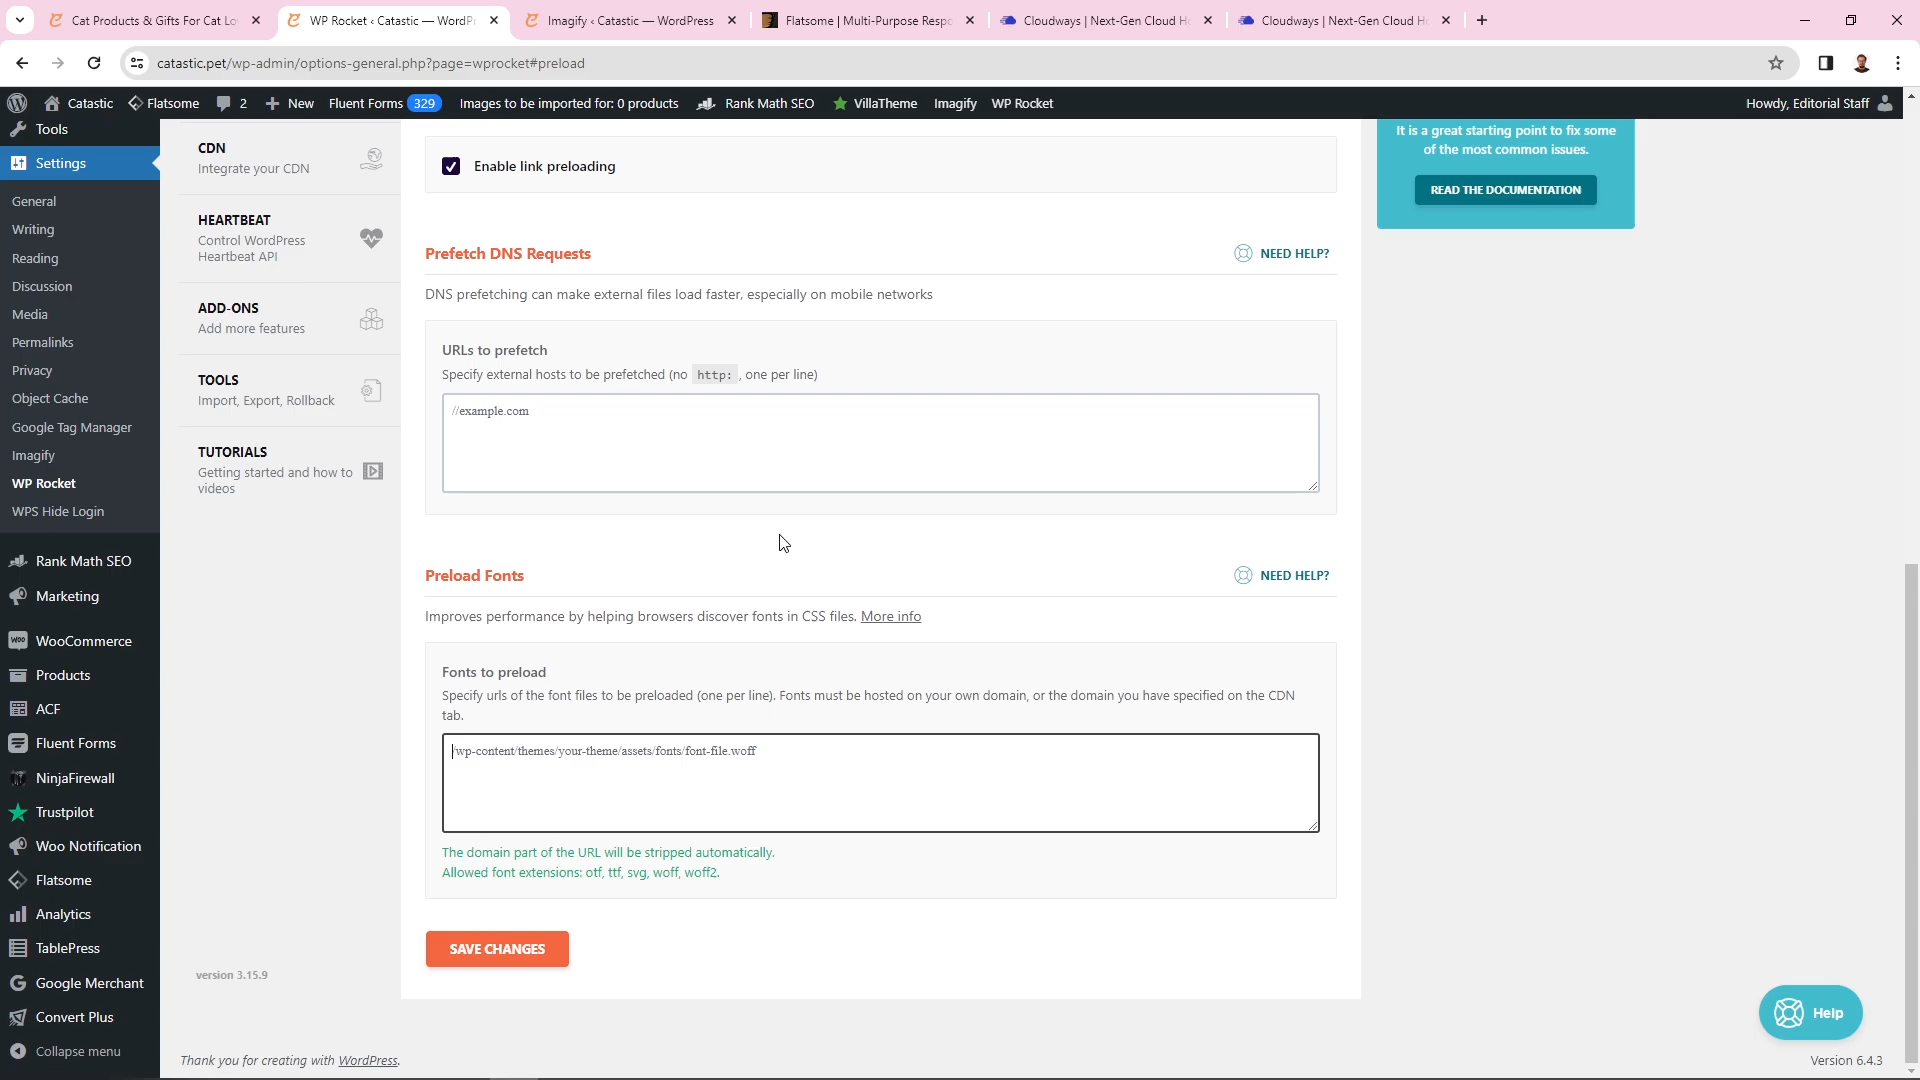 Cat Products & Gifts For Cat Lo
WP Rocket ‹ Catastic — WordPr
Imagify ‹ Catastic — WordPress
Flatsome | Multi-Purpose Respo
Cloudways | Next-Gen Cloud Ho
Cloudways | Next-Gen Cloud Ho
catastic.pet/wp-admin/options-general.php?page=wprocket#preload
Catastic
Flatsome
2
New
Fluent Forms 329
Images to be imported for: 0 products
Rank Math SEO
VillaTheme
Imagify
WP Rocket
Howdy, Editorial Staff
Tools
Settings
General
Writing
Reading
Discussion
Media
Permalinks
Privacy
Object Cache
Google Tag Manager
Imagify
WP Rocket
WPS Hide Login
Rank Math SEO
Marketing
WooCommerce
Products
ACF
Fluent Forms
NinjaFirewall
Trustpilot
Woo Notification
Flatsome
Analytics
TablePress
Google Merchant
Convert Plus
Collapse menu
CDN
Integrate your CDN
HEARTBEAT
Control WordPress
Heartbeat API
ADD-ONS
Add more features
TOOLS
Import, Export, Rollback
TUTORIALS
Getting started and how to
videos
version 3.15.9
Enable link preloading
Prefetch DNS Requests
NEED HELP?
DNS prefetching can make external files load faster, especially on mobile networks
URLs to prefetch
Specify external hosts to be prefetched (no http: , one per line)
//example.com
Preload Fonts
NEED HELP?
Improves performance by helping browsers discover fonts in CSS files. More info
Fonts to preload
Specify urls of the font files to be preloaded (one per line). Fonts must be hosted on your own domain, or the domain you have specified on the CDN
tab.
/wp-content/themes/your-theme/assets/fonts/font-file.woff
The domain part of the URL will be stripped automatically.
Allowed font extensions: otf, ttf, svg, woff, woff2.
SAVE CHANGES
It is a great starting point to fix some
of the most common issues.
READ THE DOCUMENTATION
Help
Thank you for creating with WordPress.
Version 6.4.3